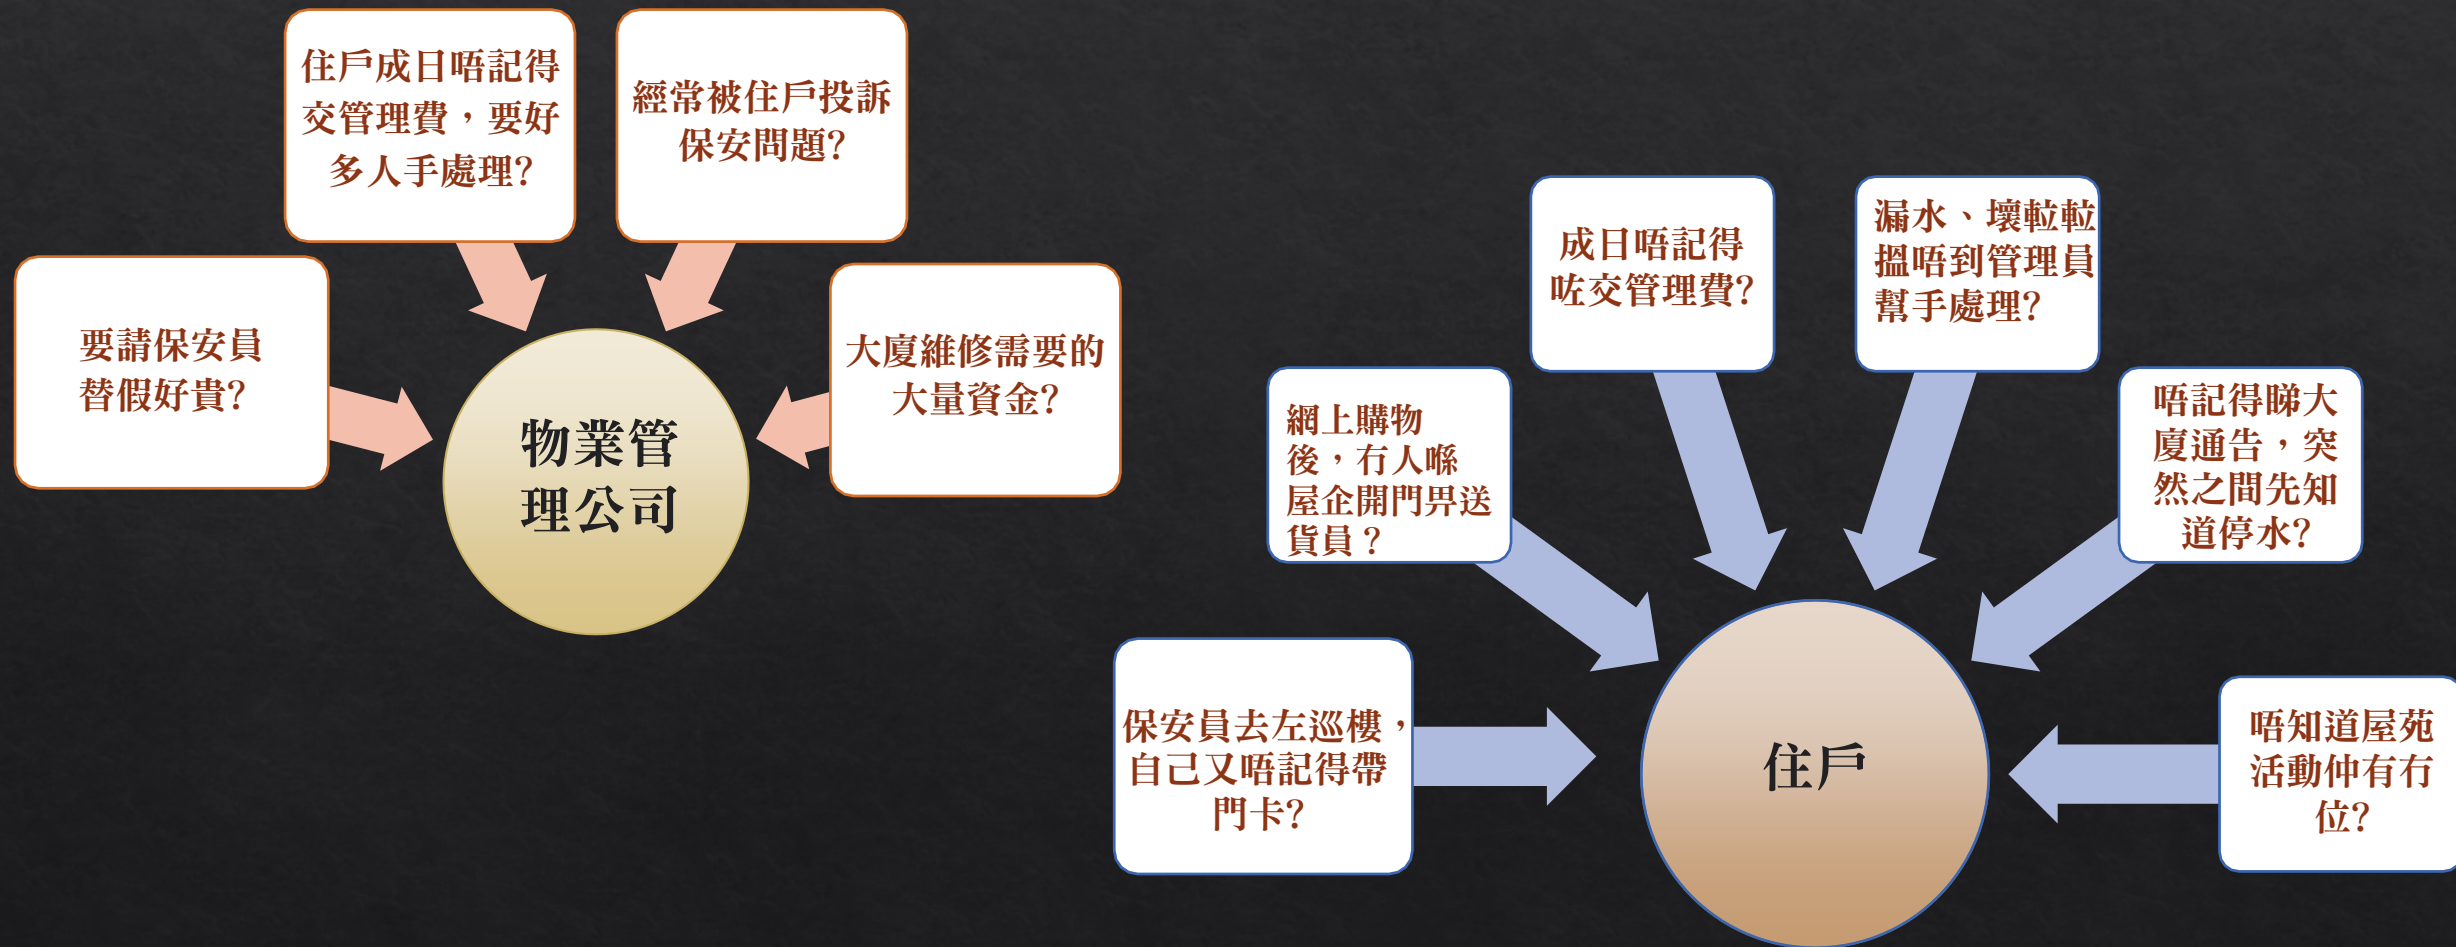 住戶成日唔記得
交管理費，要好
多人手處理?
經常被住戶投訴
保安問題?
要請保安員
替假好貴?
大廈維修需要的
大量資金?
物業管
理公司
成日唔記得
咗交管理費?
漏水、壞𨋢𨋢
搵唔到管理員
幫手處理?
網上購物
後，冇人喺
屋企開門畀送
貨員？
唔記得睇大
廈通告，突
然之間先知
道停水?
保安員去左巡樓，
自己又唔記得帶
門卡?
住戶
唔知道屋苑
活動仲有冇
位?